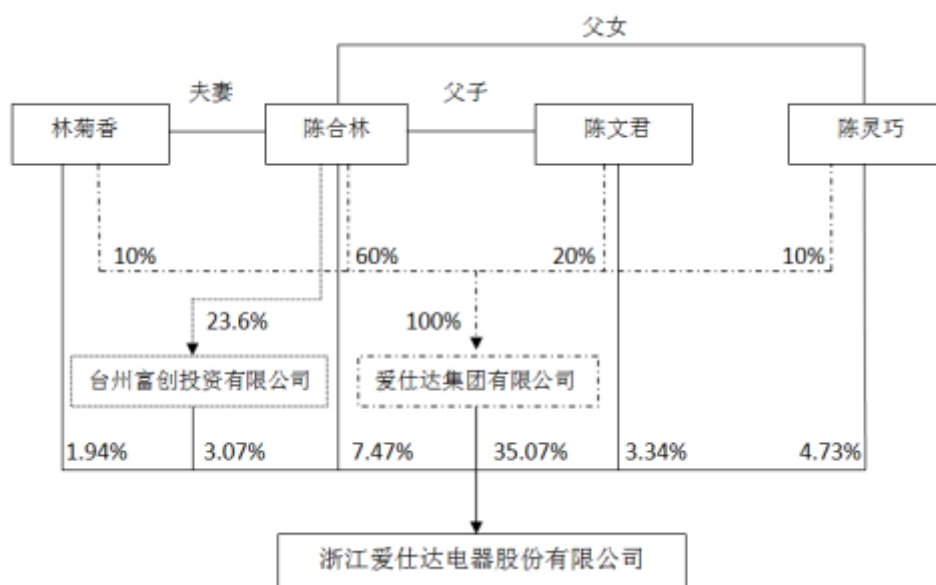 父女
夫妻
父子
林菊香
陈合林
陈文君
陈灵巧
10%
60%
20%
10%
23.6%
100%
台州富创投资有限公司
爱仕达集团有限公司
1.94%
3.07%
7.47%
35.07%
3.34%
4.73%
浙江爱仕达电器股份有限公司